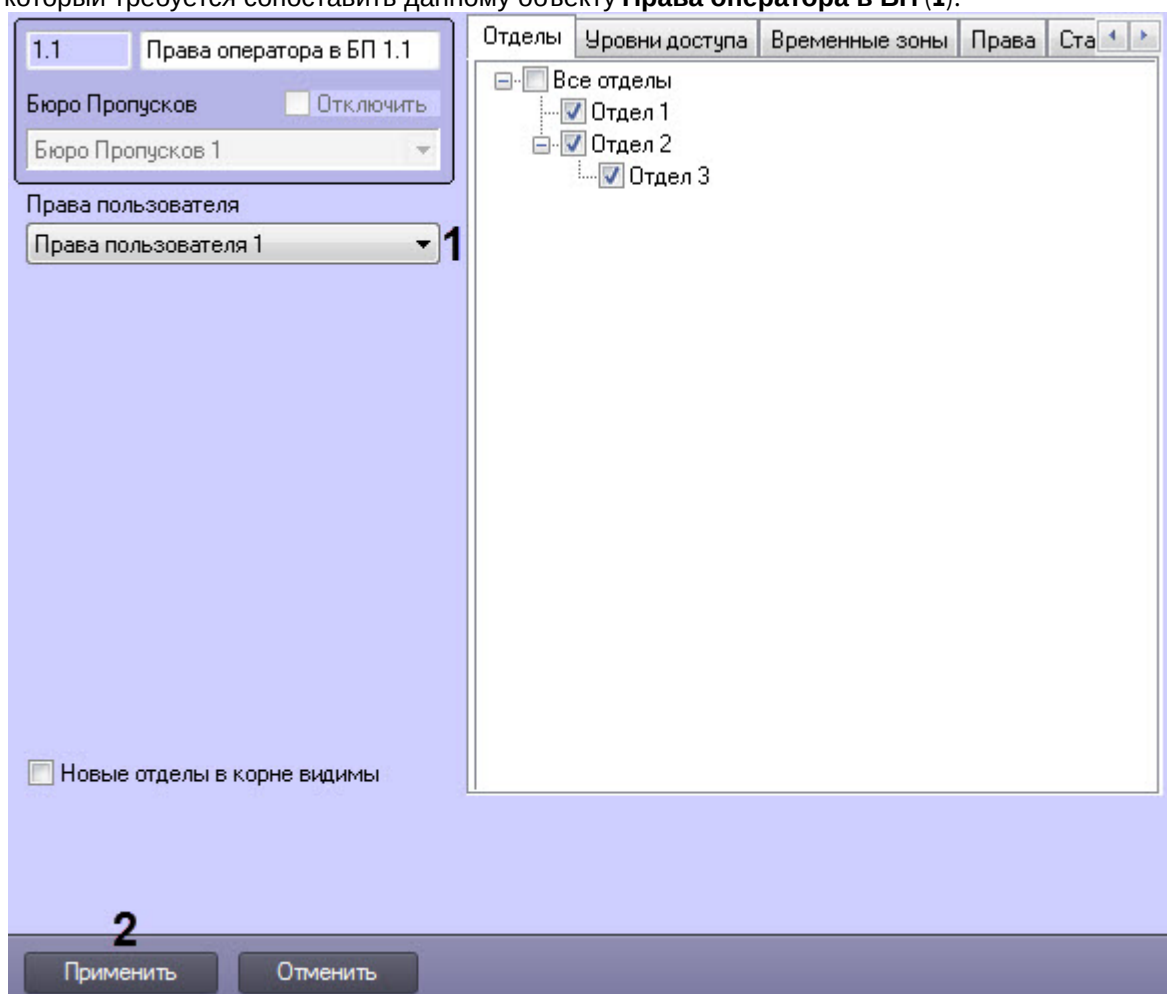 который требуется сопоставить данному объекту Права оператора в БП (1).
1.1 Права оператора в БП 1.1
Бюро Пропусков Отключить
Бюро Пропусков 1
Права пользователя
Права пользователя 1 1
Новые отделы в корне видимы
Отделы Уровни доступа Временные зоны Права Ста
Все отделы
Отдел 1
Отдел 2
Отдел 3
2
Применить Отменить